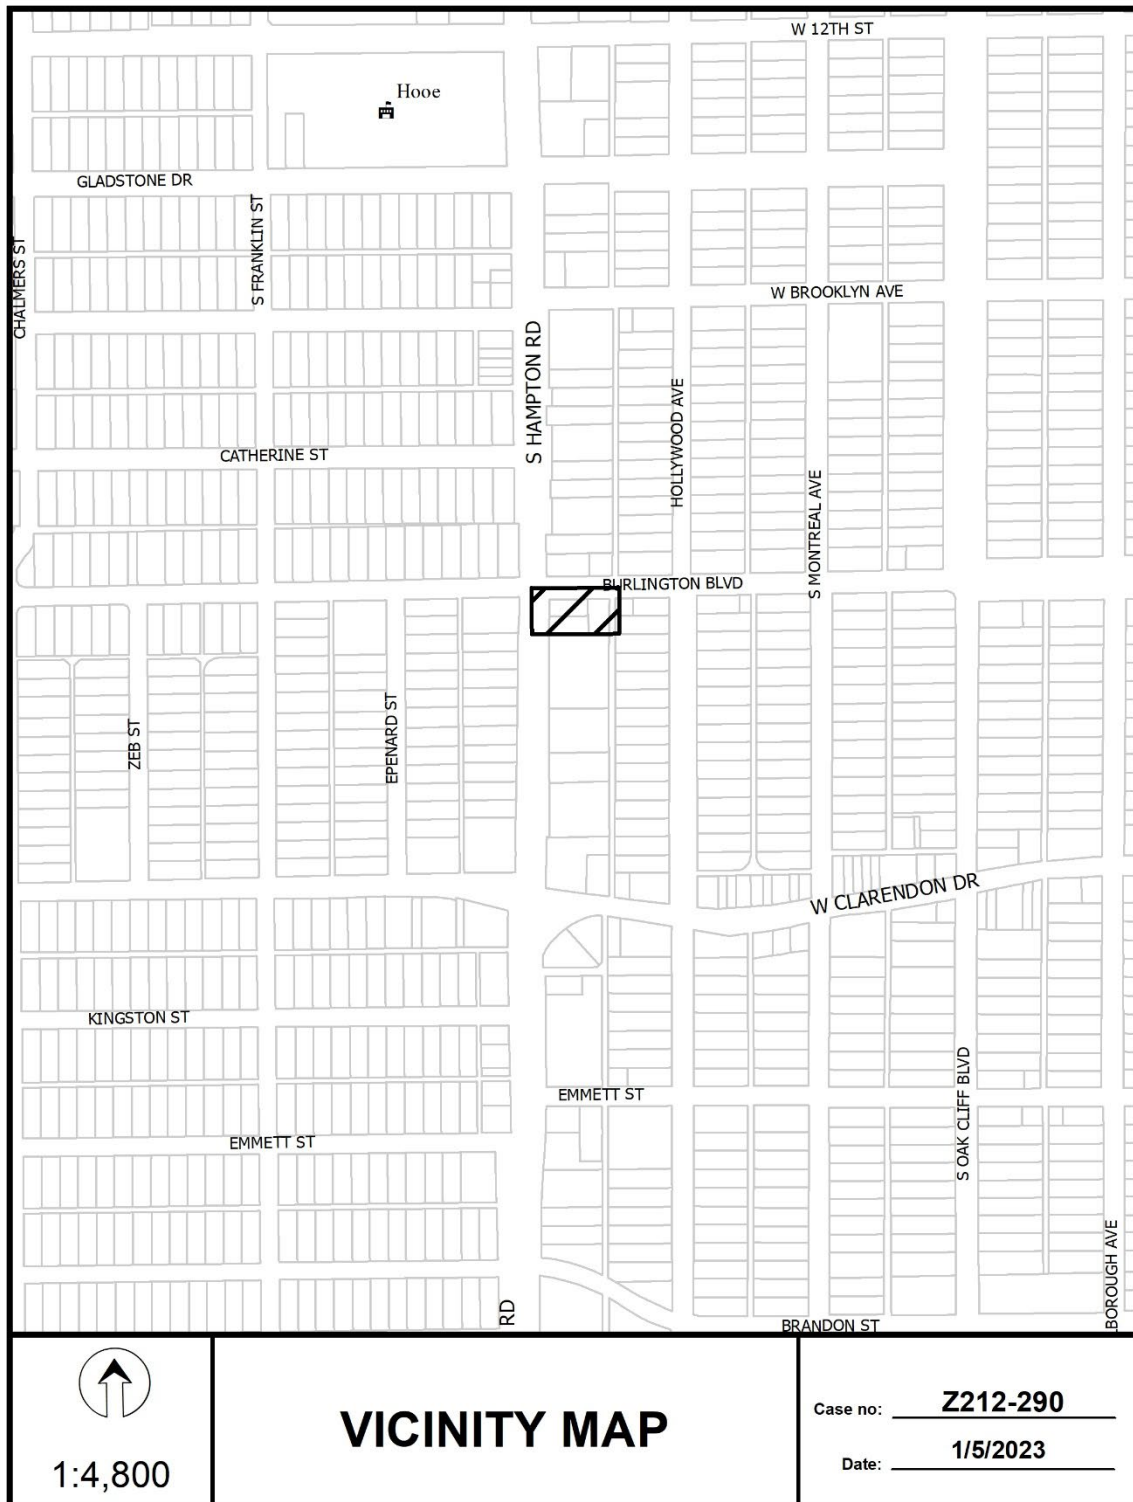 W 12TH ST
Hooe
GLADSTONE DR
S FRANKLIN ST
CHALMERS ST
W BROOKLYN AVE
S HAMPTON RD
HOLLYWOOD AVE
CATHERINE ST
S MONTREAL AVE
BURLINGTON BLVD
ZEB ST
EPENARD ST
W CLARENDON DR
KINGSTON ST
EMMETT ST
EMMETT ST
S OAK CLIFF BLVD
LBOROUGH AVE
RD
BRANDON ST
1:4,800
VICINITY MAP
Case no: Z212-290
Date: 1/5/2023